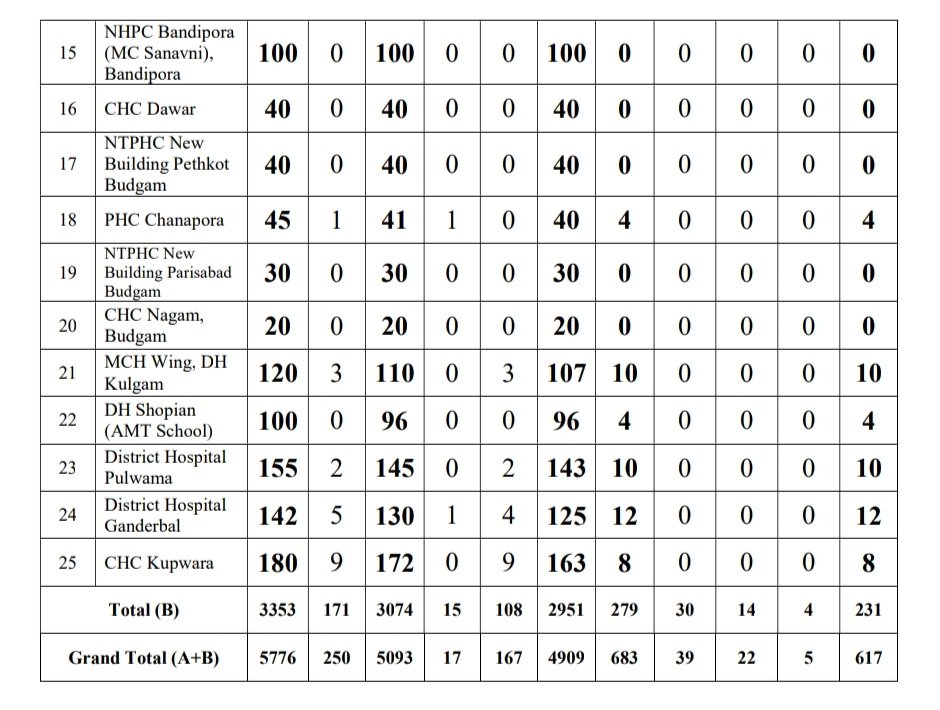 15 NHPC Bandipora (MC Sanavni), Bandipora 100 0 100 0 0 100 0 0 0 0 0
16 CHC Dawar 40 0 40 0 0 40 0 0 0 0 0
17 NTPHC New Building Pethkot Budgam 40 0 40 0 0 40 0 0 0 0 0
18 PHC Chanapora 45 1 41 1 0 40 4 0 0 0 4
19 NTPHC New Building Parisabad Budgam 30 0 30 0 0 30 0 0 0 0 0
20 CHC Nagam, Budgam 20 0 20 0 0 20 0 0 0 0 0
21 MCH Wing, DH Kulgam 120 3 110 0 3 107 10 0 0 0 10
22 DH Shopian (AMT School) 100 0 96 0 0 96 4 0 0 0 4
23 District Hospital Pulwama 155 2 145 0 2 143 10 0 0 0 10
24 District Hospital Ganderbal 142 5 130 1 4 125 12 0 0 0 12
25 CHC Kupwara 180 9 172 0 9 163 8 0 0 0 8
Total (B) 3353 171 3074 15 108 2951 279 30 14 4 231
Grand Total (A+B) 5776 250 5093 17 167 4909 683 39 22 5 617